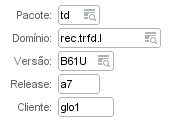 Pacote: td
Domínio: rec.trfd.l
Versão: B61U
Release: a7
Cliente: glo1